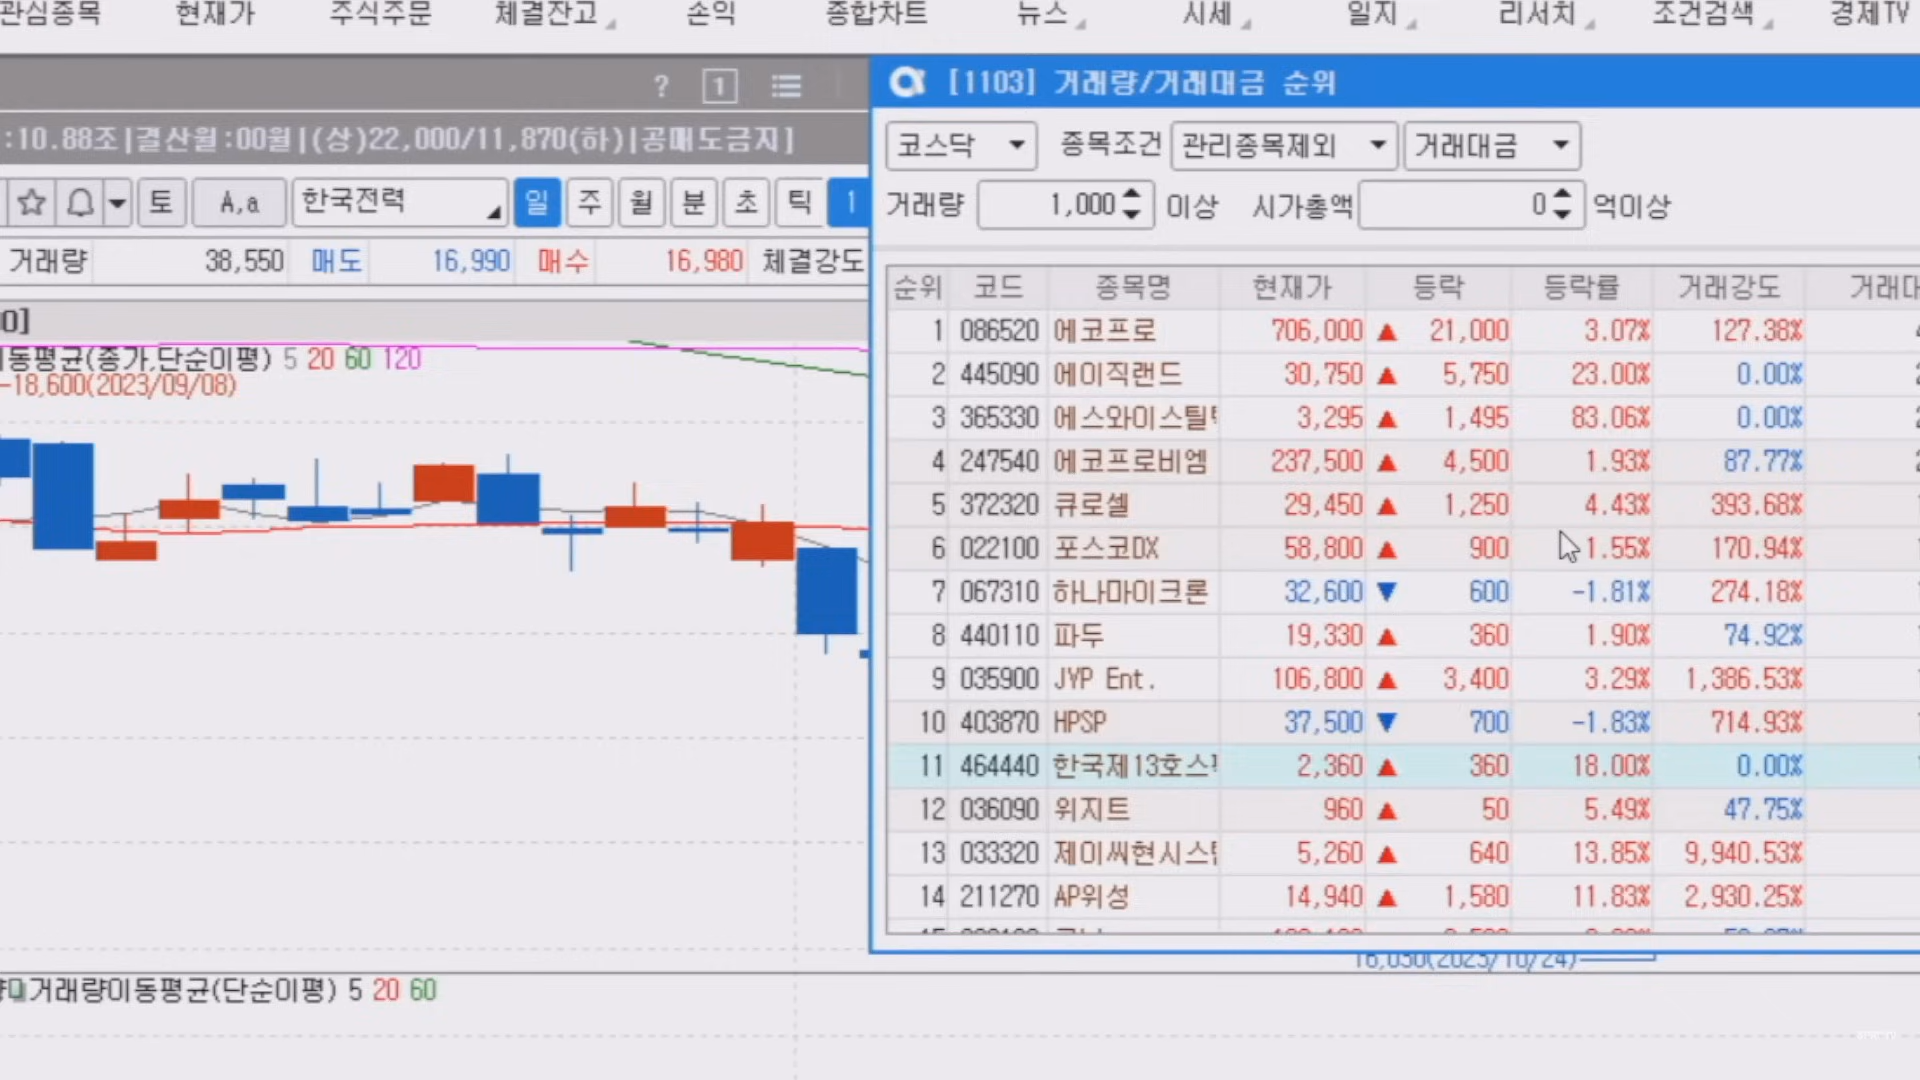 관심종목 현재가 주식주문 체결잔고 손익 종합차트 뉴스 시세 일지 리서치 조건검색 경제TV
? 1
[1103] 거래량/거래대금 순위
:10.88조|결산월:00월|(상)22,000/11,870(하)|공매도금지]
코스닥 종목조건 관리종목제외 거래대금
토 A,a 한국전력 일 주 월 분 초 틱 1
거래량 1,000 이상 시가총액 0 억이상
거래량 38,550 매도 16,990 매수 16,980 체결강도
순위 코드 종목명 현재가 등락 등락률 거래강도
0]
이동평균(종가,단순이평) 5 20 60 120
-18,600(2023/09/08)
1 086520 에코프로 706,000 ▲ 21,000 3.07% 127.38%
2 445090 에이직랜드 30,750 ▲ 5,750 23.00% 0.00%
3 365330 에스와이스틸 3,295 ▲ 1,495 83.06% 0.00%
4 247540 에코프로비엠 237,500 ▲ 4,500 1.93% 87.77%
5 372320 큐로셀 29,450 ▲ 1,250 4.43% 393.68%
6 022100 포스코DX 58,800 ▲ 900 1.55% 170.94%
7 067310 하나마이크론 32,600 ▼ 600 -1.81% 274.18%
8 440110 파두 19,330 ▲ 360 1.90% 74.92%
9 035900 JYP Ent. 106,800 ▲ 3,400 3.29% 1,386.53%
10 403870 HPSP 37,500 ▼ 700 -1.83% 714.93%
11 464440 한국제13호스 2,360 ▲ 360 18.00% 0.00%
12 036090 위지트 960 ▲ 50 5.49% 47.75%
13 033320 제이씨현시스 5,260 ▲ 640 13.85% 9,940.53%
14 211270 AP위성 14,940 ▲ 1,580 11.83% 2,930.25%
16,050(2023/10/24)
거래량이동평균(단순이평) 5 20 60